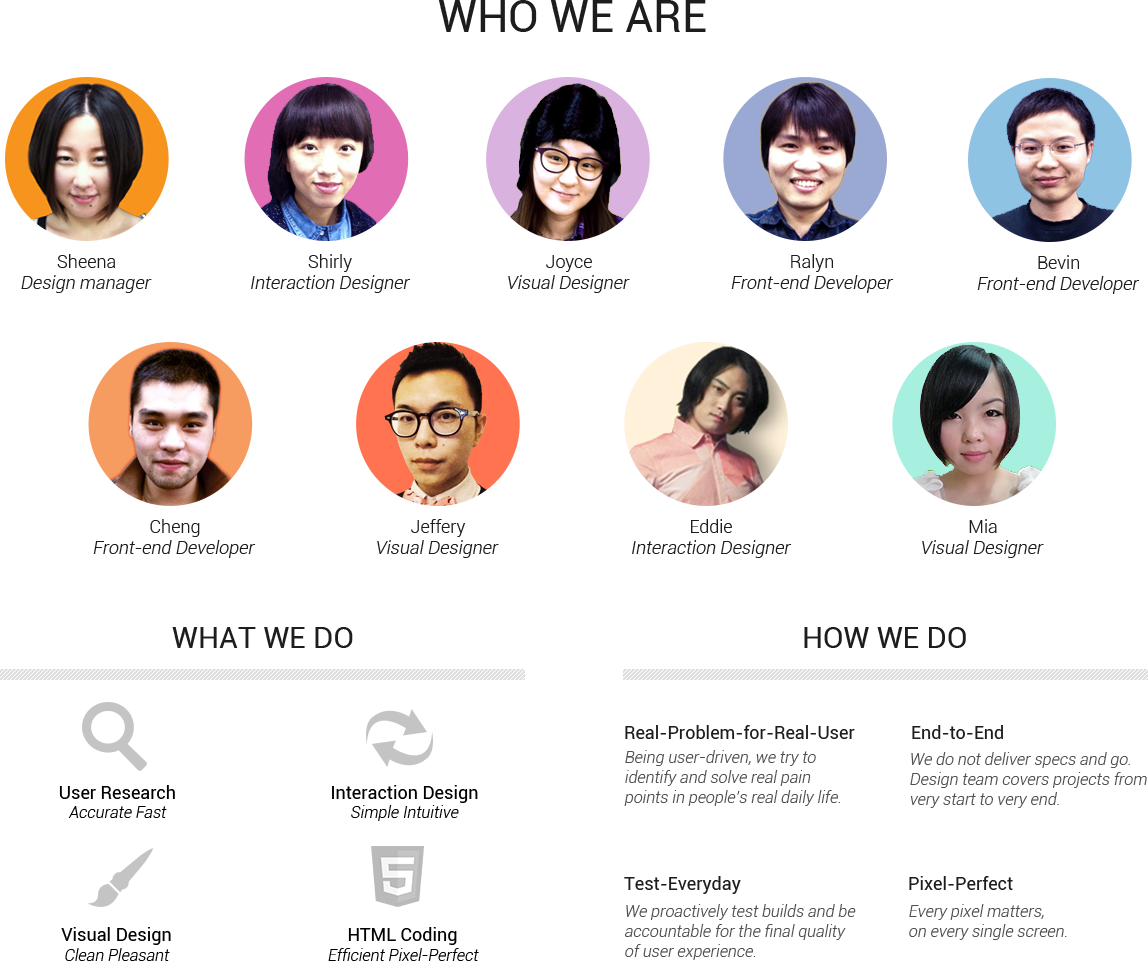 WHO WE ARE
Sheena
Design manager
Shirly
Interaction Designer
Joyce
Visual Designer
Ralyn
Front-end Developer
Bevin
Front-end Developer
Cheng
Front-end Developer
Jeffery
Visual Designer
Eddie
Interaction Designer
Mia
Visual Designer
WHAT WE DO
User Research
Accurate Fast
Interaction Design
Simple Intuitive
5
Visual Design
Clean Pleasant
HTML Coding
Efficient Pixel-Perfect
HOW WE DO
Real-Problem-for-Real-User
Being user-driven, we try to
identify and solve real pain
points in people's real daily life.
End-to-End
We do not deliver specs and go.
Design team covers projects from
very start to very end.
Test-Everyday
We proactively test builds and be
accountable for the final quality
of user experience.
Pixel-Perfect
Every pixel matters,
on every single screen.